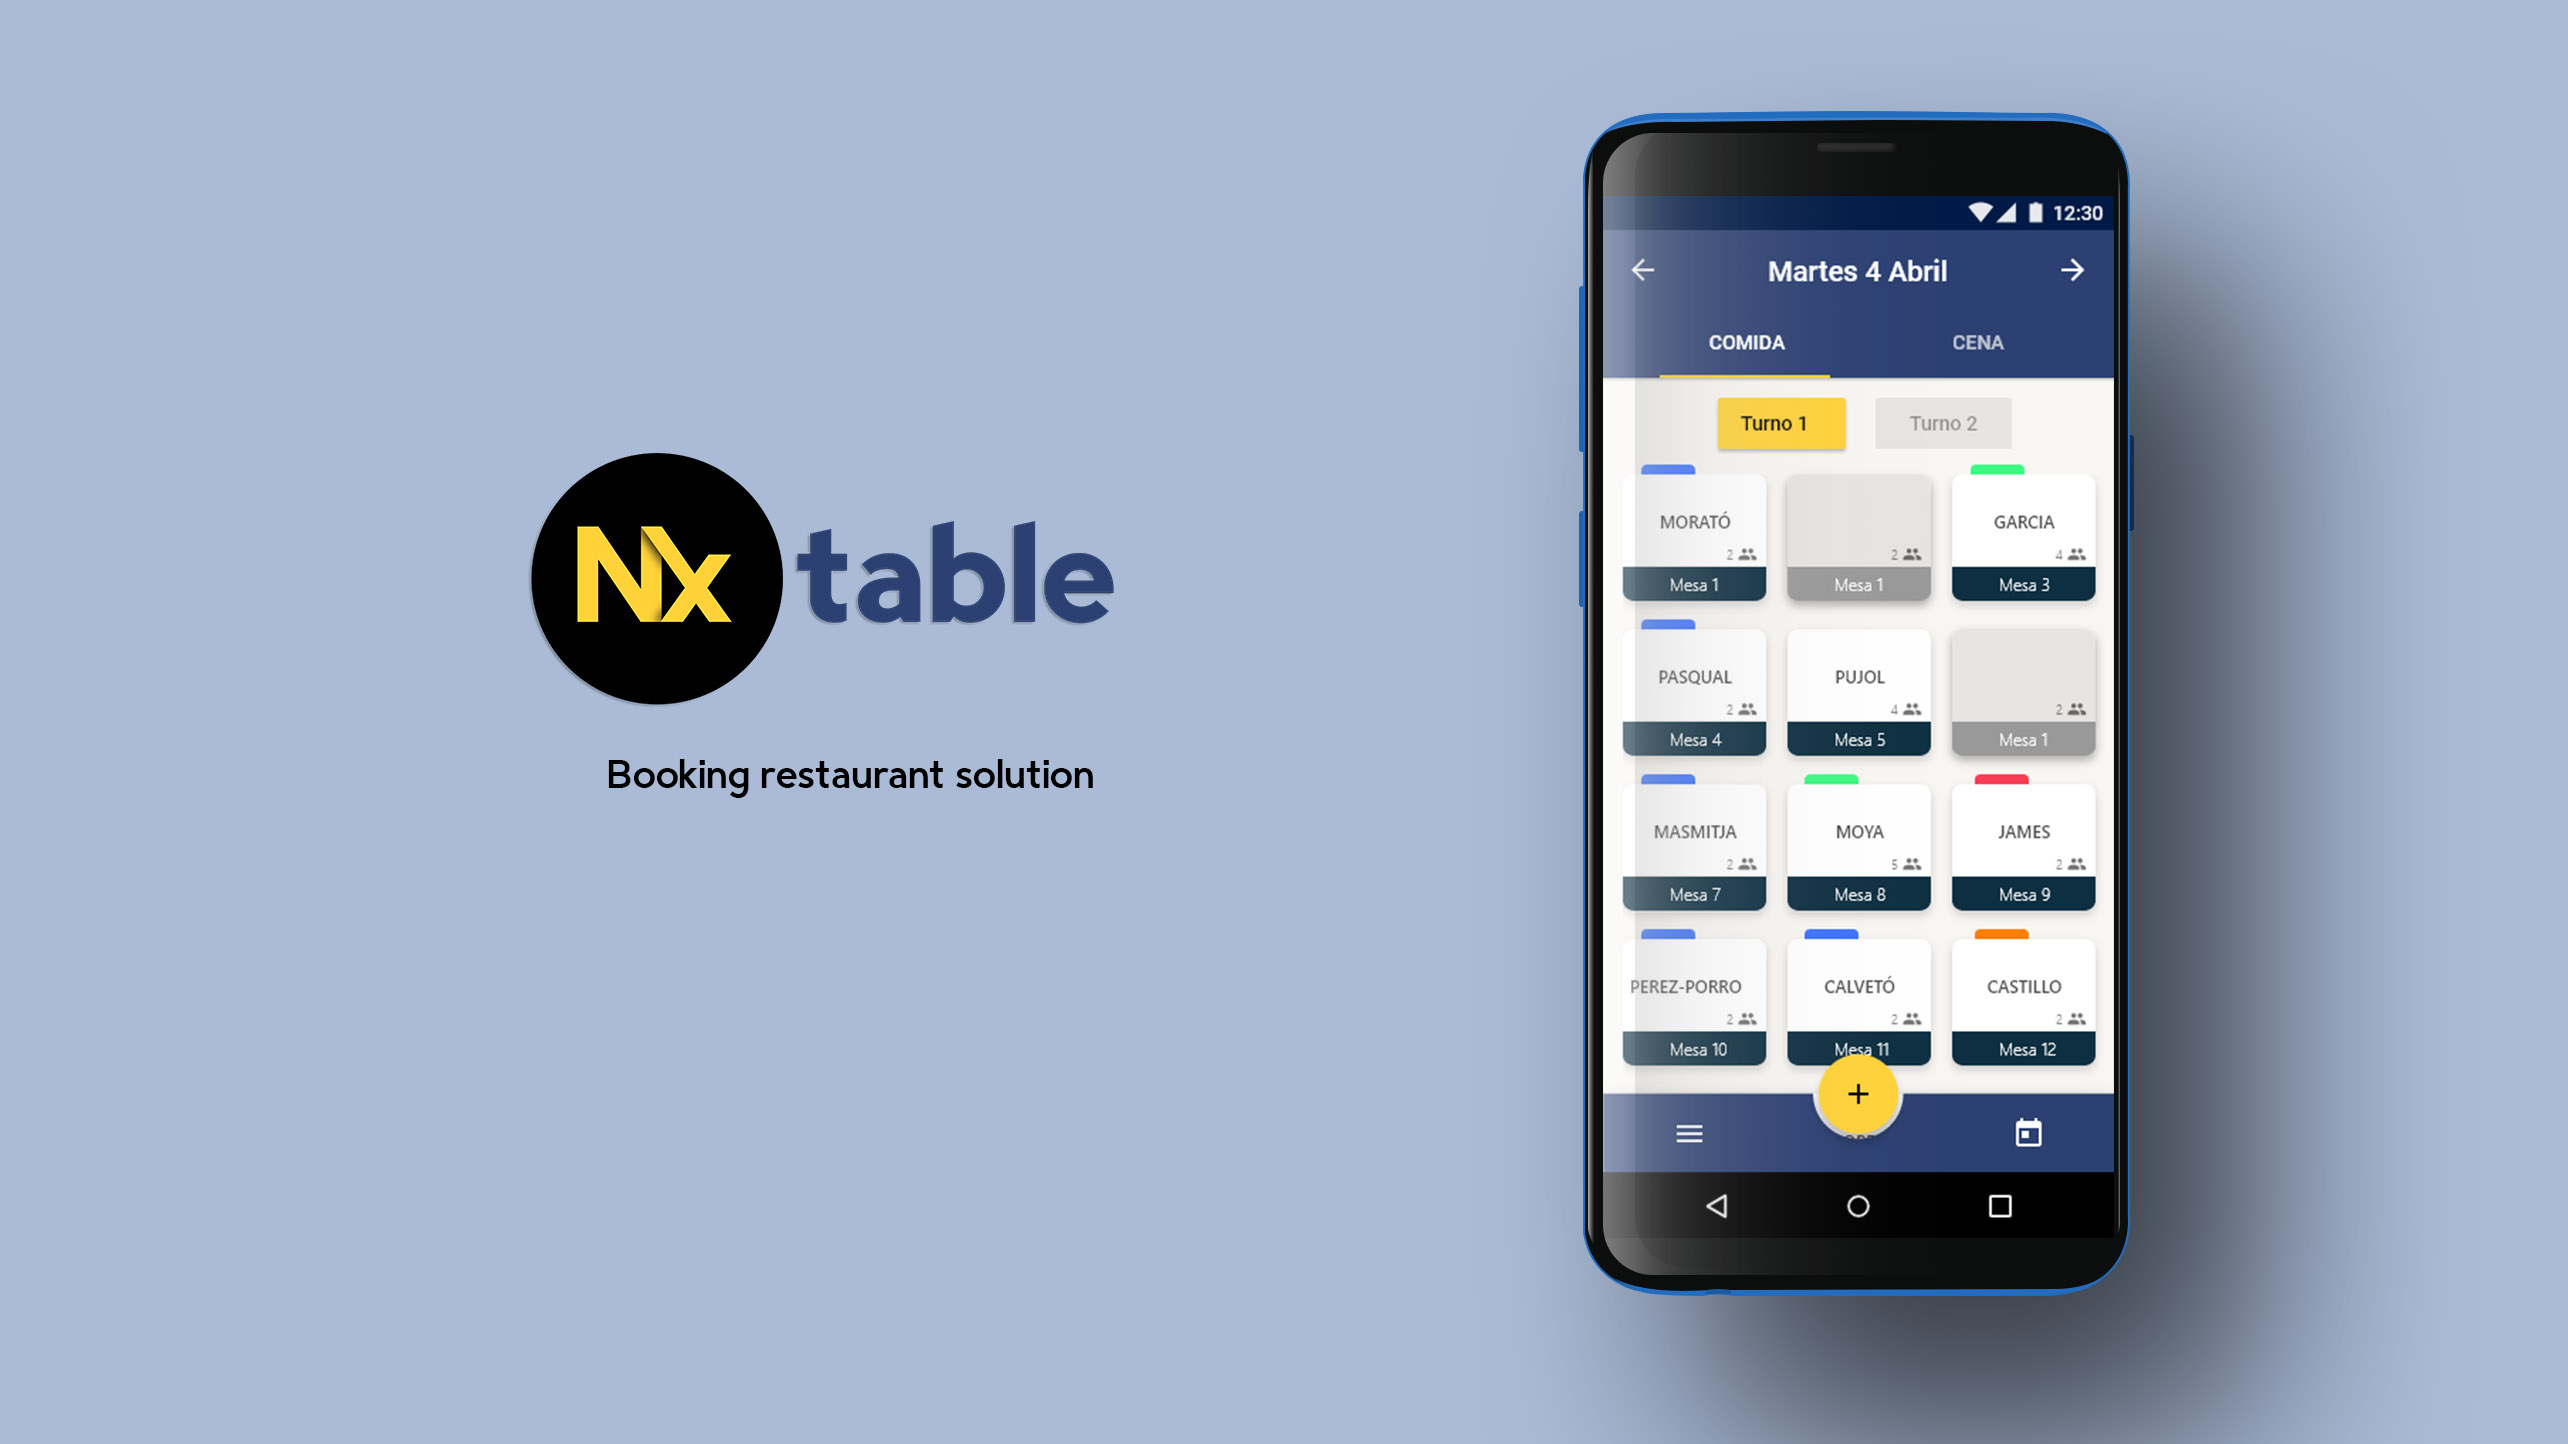 Nx table
Booking restaurant solution
12:30
Martes 4 Abril
COMIDA CENA
Turno 1 Turno 2
MORATÓ GARCIA
2 2 4
Mesa 1 Mesa 1 Mesa 3
PASQUAL PUJOL
2 4 2
Mesa 4 Mesa 5 Mesa 1
MASMITJA MOYA JAMES
2 5 2
Mesa 7 Mesa 8 Mesa 9
PEREZ-PORRO CALVETÓ CASTILLO
2 2 2
Mesa 10 Mesa 11 Mesa 12
+